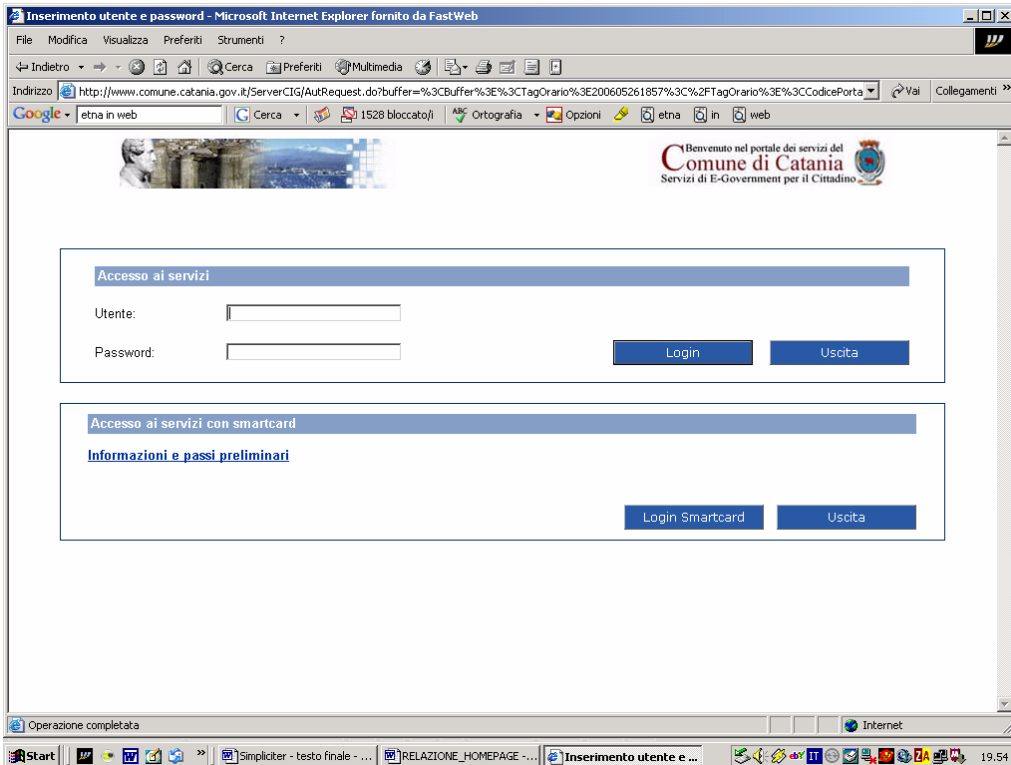 Inserimento utente e password - Microsoft Internet Explorer fornito da FastWeb
File Modifica Visualizza Preferiti Strumenti ?
Indietro Cerca Preferiti Multimedia
Indirizzo http://www.comune.catania.gov.it/ServerCIG/AutRequest.do?buffer=%3CBuffer%3E%3CTagOrario%3E200605261857%3C%2FTagOrario%3E%3CCodicePorta Vai Collegamenti »
Google etna in web Cerca 1528 bloccato/i ABC Ortografia Opzioni etna in web
Benvenuto nel portale dei servizi del
Comune di Catania
Servizi di E-Government per il Cittadino
Accesso ai servizi
Utente:
Password:
Login Uscita
Accesso ai servizi con smartcard
Informazioni e passi preliminari
Login Smartcard Uscita
Operazione completata Internet
Start » Simpliciter - testo finale - ... RELAZIONE_HOMEPAGE -... Inserimento utente e ... IT ZA 19.54